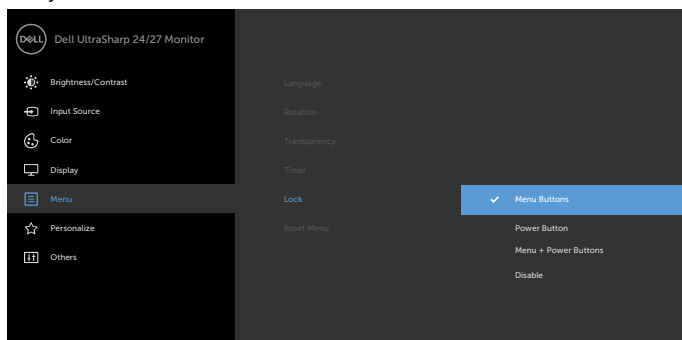 DELL
Dell UltraSharp 24/27 Monitor
Brightness/Contrast
Input Source
Color
Display
Menu
Personalize
Others
Language
Rotation
Transparency
Timer
Lock
Reset Menu
Menu Buttons
Power Button
Menu + Power Buttons
Disable